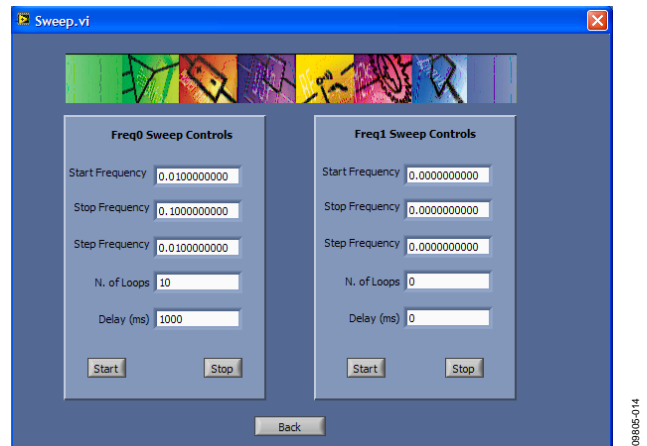 Sweep.vi
Freq0 Sweep Controls
Start Frequency 0.0100000000
Stop Frequency 0.1000000000
Step Frequency 0.0100000000
N. of Loops 10
Delay (ms) 1000
Start Stop
Freq1 Sweep Controls
Start Frequency 0.0000000000
Stop Frequency 0.0000000000
Step Frequency 0.0000000000
N. of Loops 0
Delay (ms) 0
Start Stop
Back
09805-014